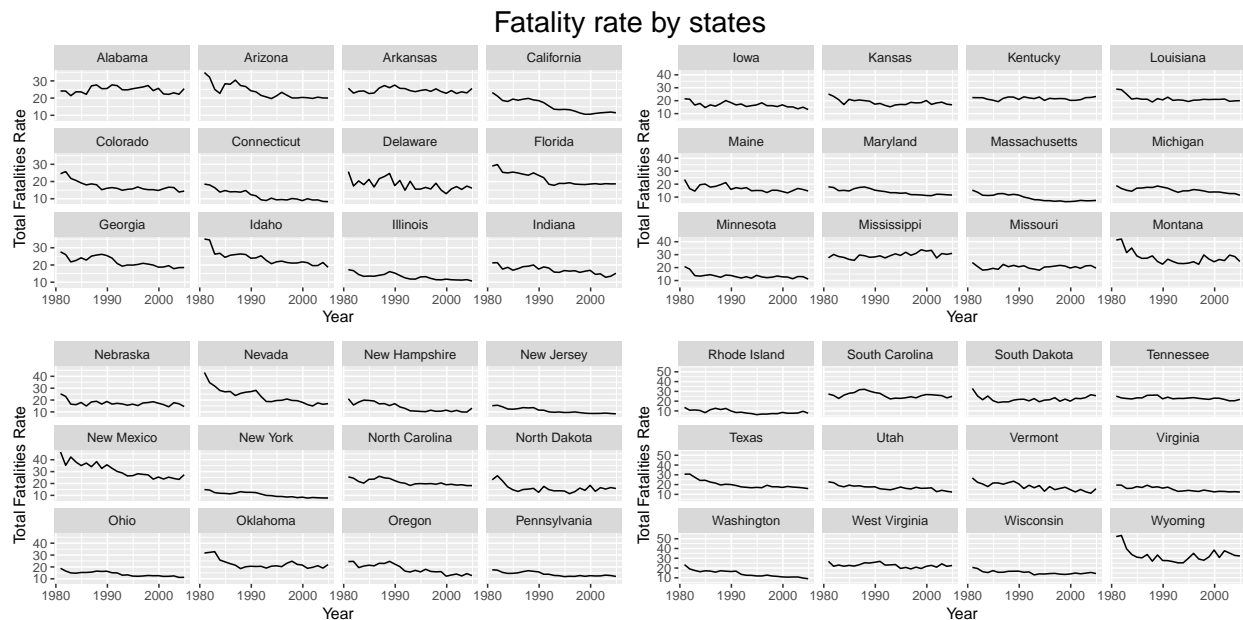 Fatality rate by states
Alabama Arizona Arkansas California
30
20
10
Colorado Connecticut Delaware Florida
30
20
10
Georgia Idaho Illinois Indiana
30
20
10
1980 1990 2000 1980 1990 2000 1980 1990 2000 1980 1990 2000
Year
Total Fatalities Rate
Iowa Kansas Kentucky Louisiana
40
30
20
10
Maine Maryland Massachusetts Michigan
40
30
20
10
Minnesota Mississippi Missouri Montana
40
30
20
10
1980 1990 2000 1980 1990 2000 1980 1990 2000 1980 1990 2000
Year
Total Fatalities Rate
Nebraska Nevada New Hampshire New Jersey
40
30
20
10
New Mexico New York North Carolina North Dakota
40
30
20
10
Ohio Oklahoma Oregon Pennsylvania
40
30
20
10
1980 1990 2000 1980 1990 2000 1980 1990 2000 1980 1990 2000
Year
Total Fatalities Rate
Rhode Island South Carolina South Dakota Tennessee
50
40
30
20
10
Texas Utah Vermont Virginia
50
40
30
20
10
Washington West Virginia Wisconsin Wyoming
50
40
30
20
10
1980 1990 2000 1980 1990 2000 1980 1990 2000 1980 1990 2000
Year
Total Fatalities Rate